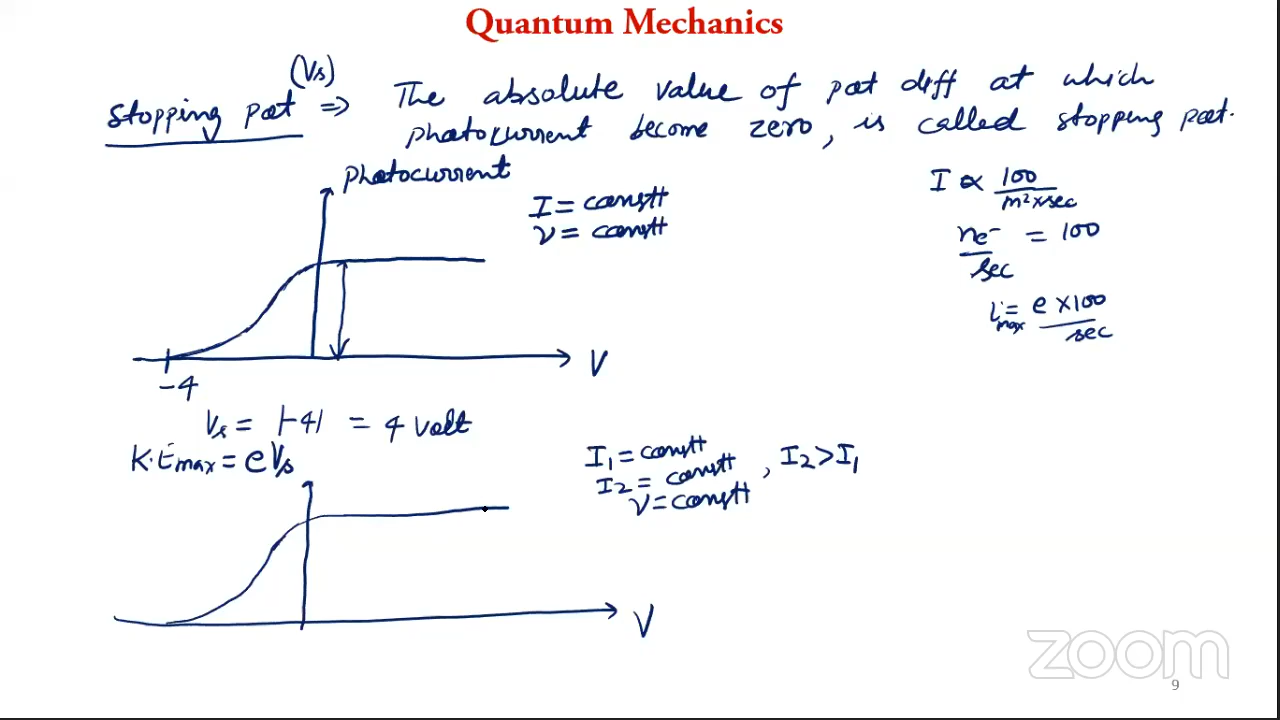 Quantum Mechanics
(Vs)
Stopping pot ⇒ The absolute value of pot diff at which
photocurrent become zero, is called stopping pot.
Photocurrent
I = constt
ν = constt
I ∝ 100 / m² × sec
ne⁻ / sec = 100
imax = e × 100 / sec
V
-4
Vs = |-4| = 4 volt
K.Emax = eVs
I1 = constt
I2 = constt , I2 > I1
ν = constt
V
zoom
9